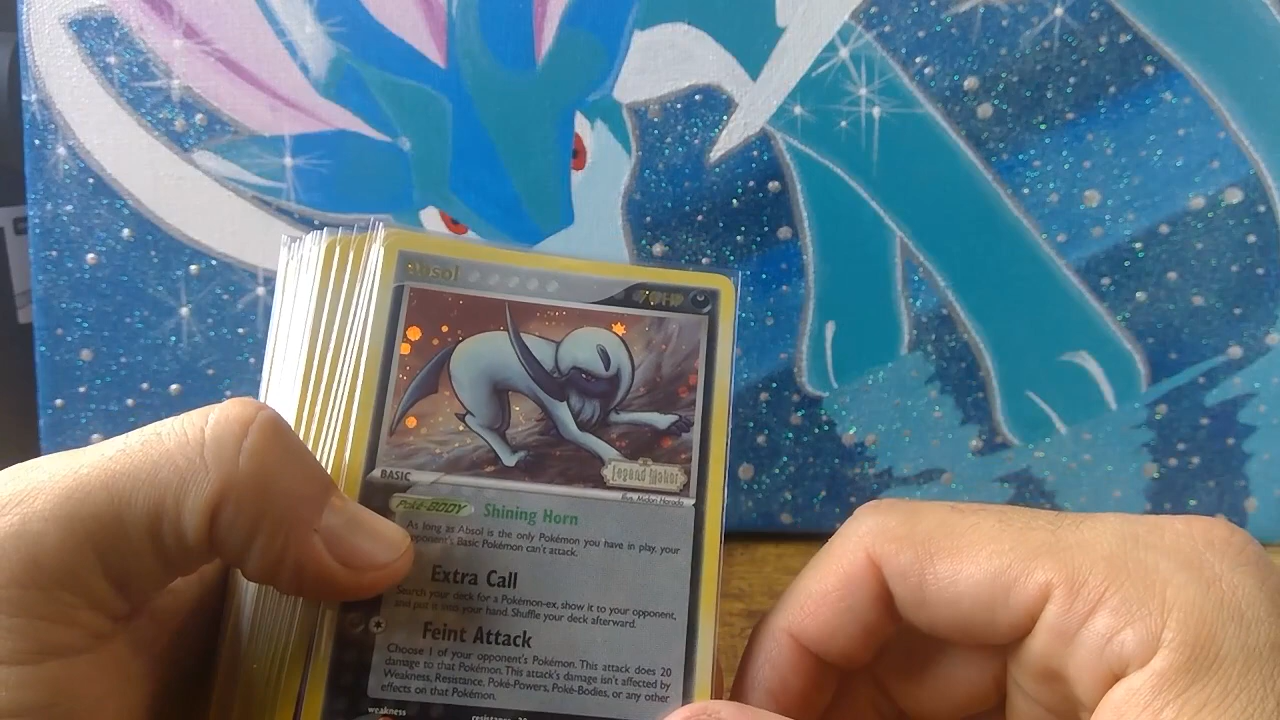 Absol
70 HP
Legend Maker
BASIC
Illus. Midori Harada
Poké-BODY Shining Horn
As long as Absol is the only Pokémon you have in play, your
opponent's Basic Pokémon can't attack.
Extra Call
Search your deck for a Pokémon-ex, show it to your opponent,
and put it into your hand. Shuffle your deck afterward.
Feint Attack
Choose 1 of your opponent's Pokémon. This attack does 20
damage to that Pokémon. This attack's damage isn't affected by
Weakness, Resistance, Poké-Powers, Poké-Bodies, or any other
effects on that Pokémon.
weakness
resistance